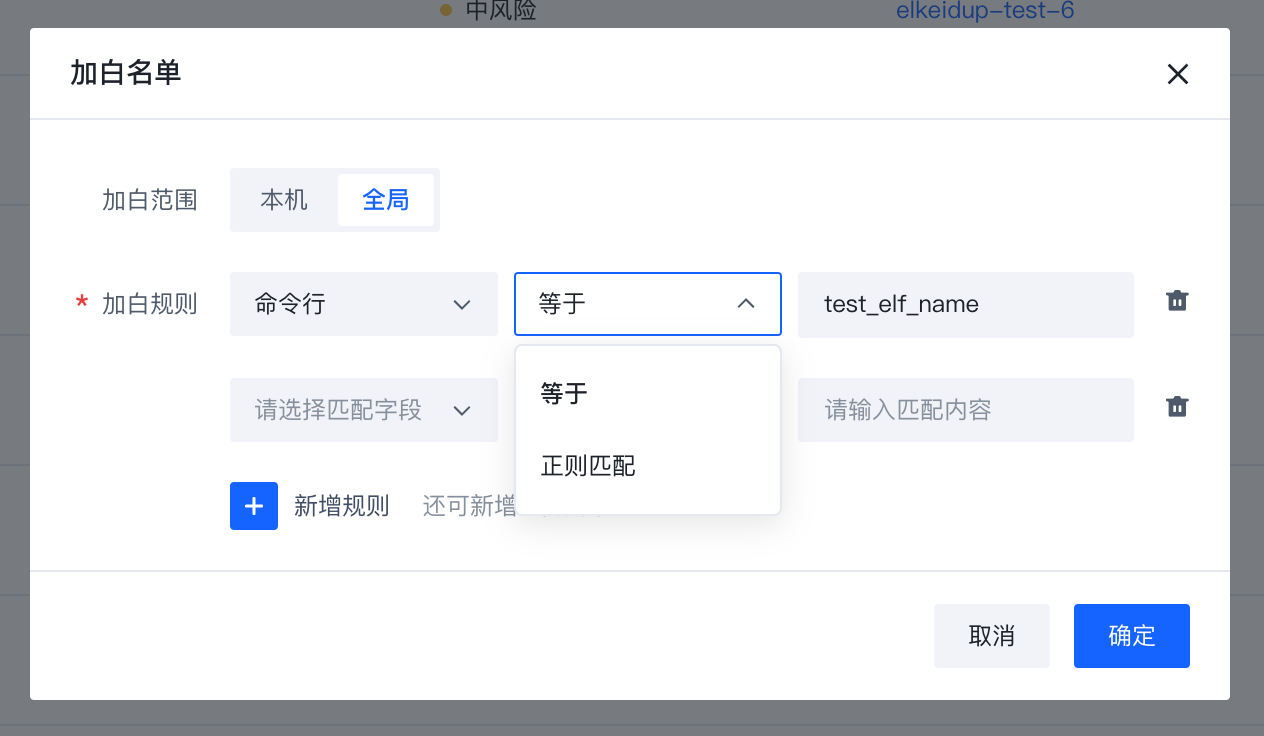 中风险 elkeidup-test-6
加白名单
加白范围 本机 全局
* 加白规则 命令行 等于 test_elf_name
等于
请选择匹配字段 请输入匹配内容
正则匹配
新增规则 还可新增
取消 确定